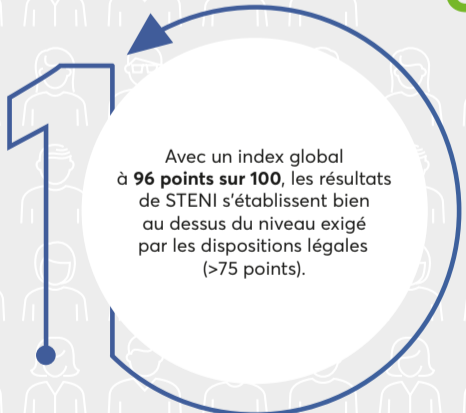 1
Avec un index global
à 96 points sur 100, les résultats
de STENI s'établissent bien
au dessus du niveau exigé
par les dispositions légales
(>75 points).